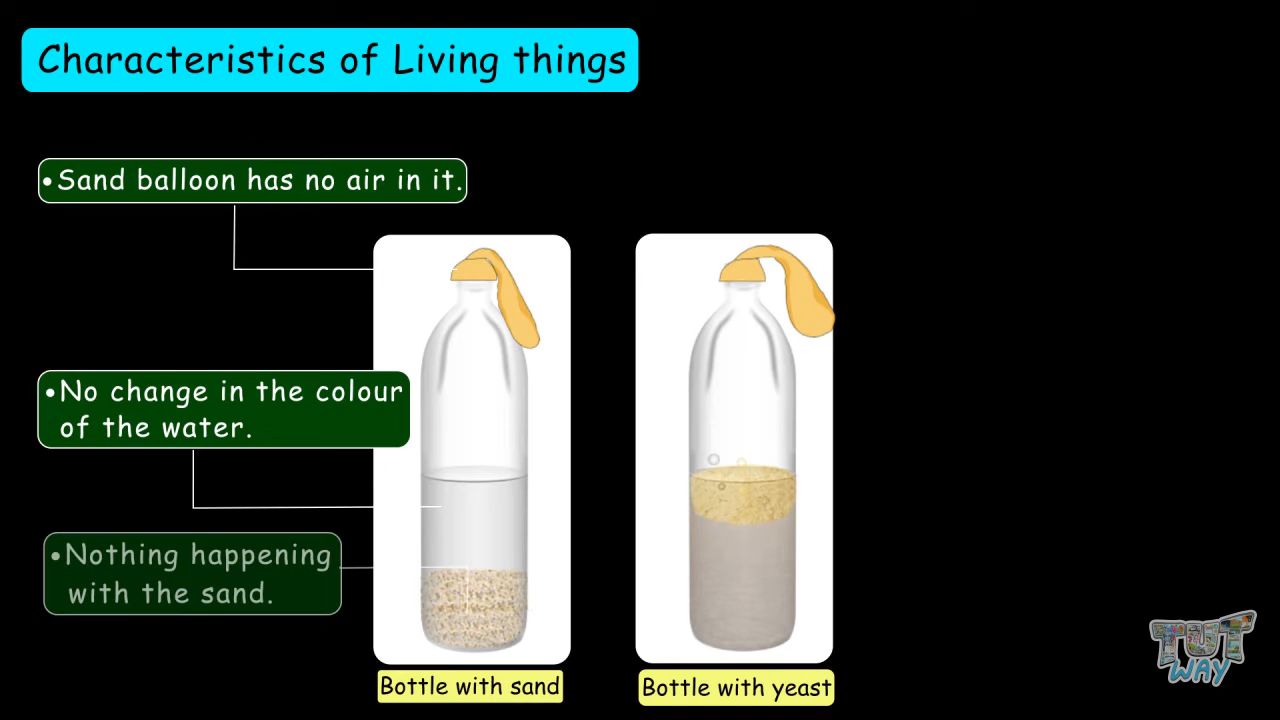 Characteristics of Living things
•Sand balloon has no air in it.
•No change in the colour
of the water.
•Nothing happening
with the sand.
Bottle with sand
Bottle with yeast
TUT
WAY